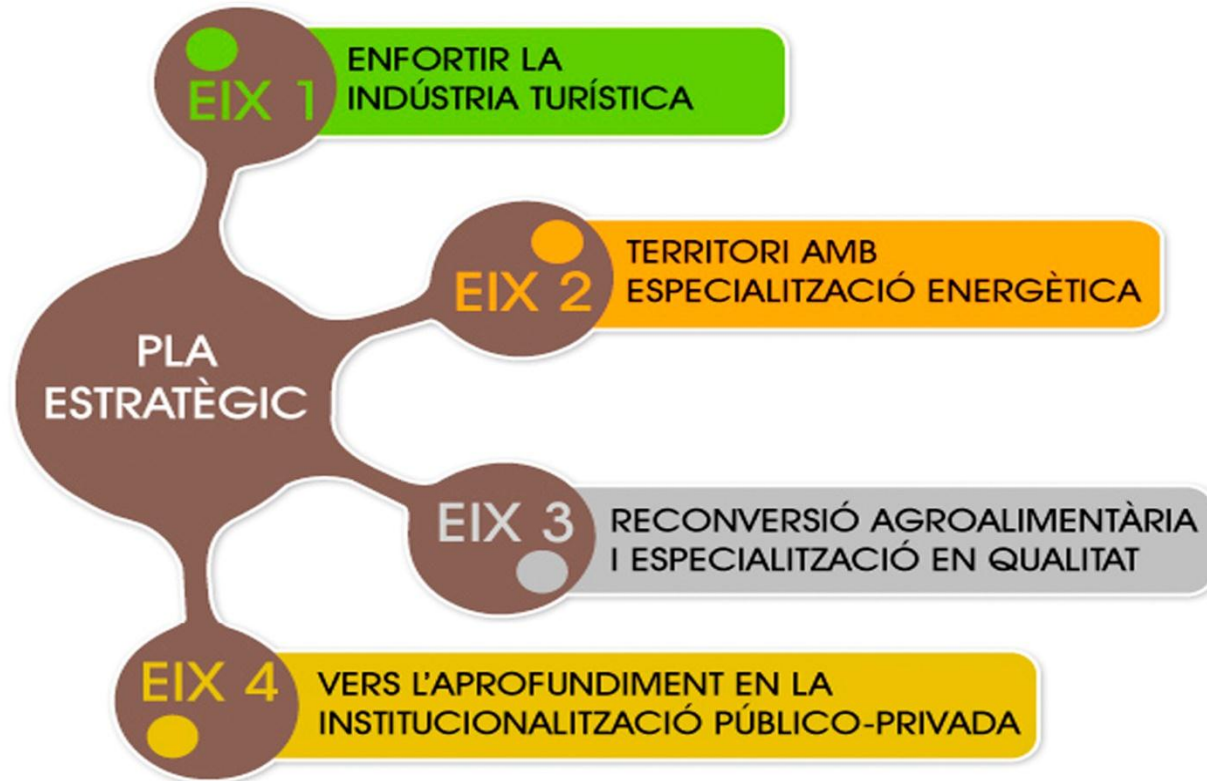 EIX 1
ENFORTIR LA
INDÚSTRIA TURÍSTICA
EIX 2
TERRITORI AMB
ESPECIALITZACIÓ ENERGÈTICA
PLA
ESTRATÈGIC
EIX 3
RECONVERSIÓ AGROALIMENTÀRIA
I ESPECIALITZACIÓ EN QUALITAT
EIX 4
VERS L'APROFUNDIMENT EN LA
INSTITUCIONALITZACIÓ PÚBLICO-PRIVADA